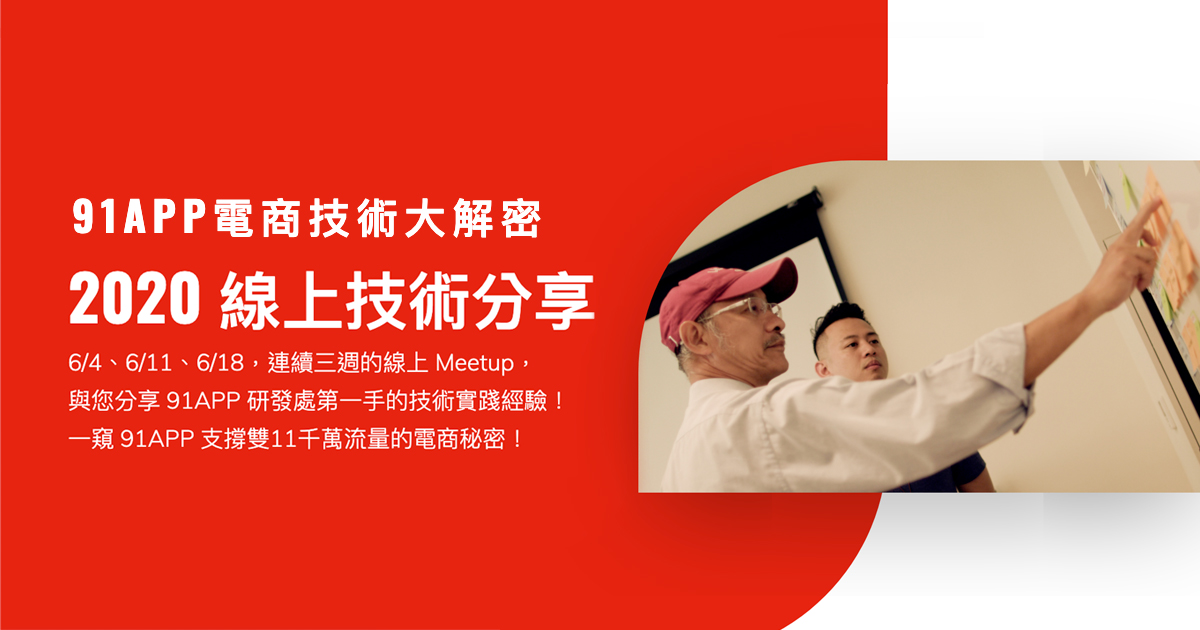 91APP電商技術大解密
2020 線上技術分享
6/4、6/11、6/18，連續三週的線上 Meetup，
與您分享 91APP 研發處第一手的技術實踐經驗！
一窺 91APP 支撐雙11千萬流量的電商秘密！